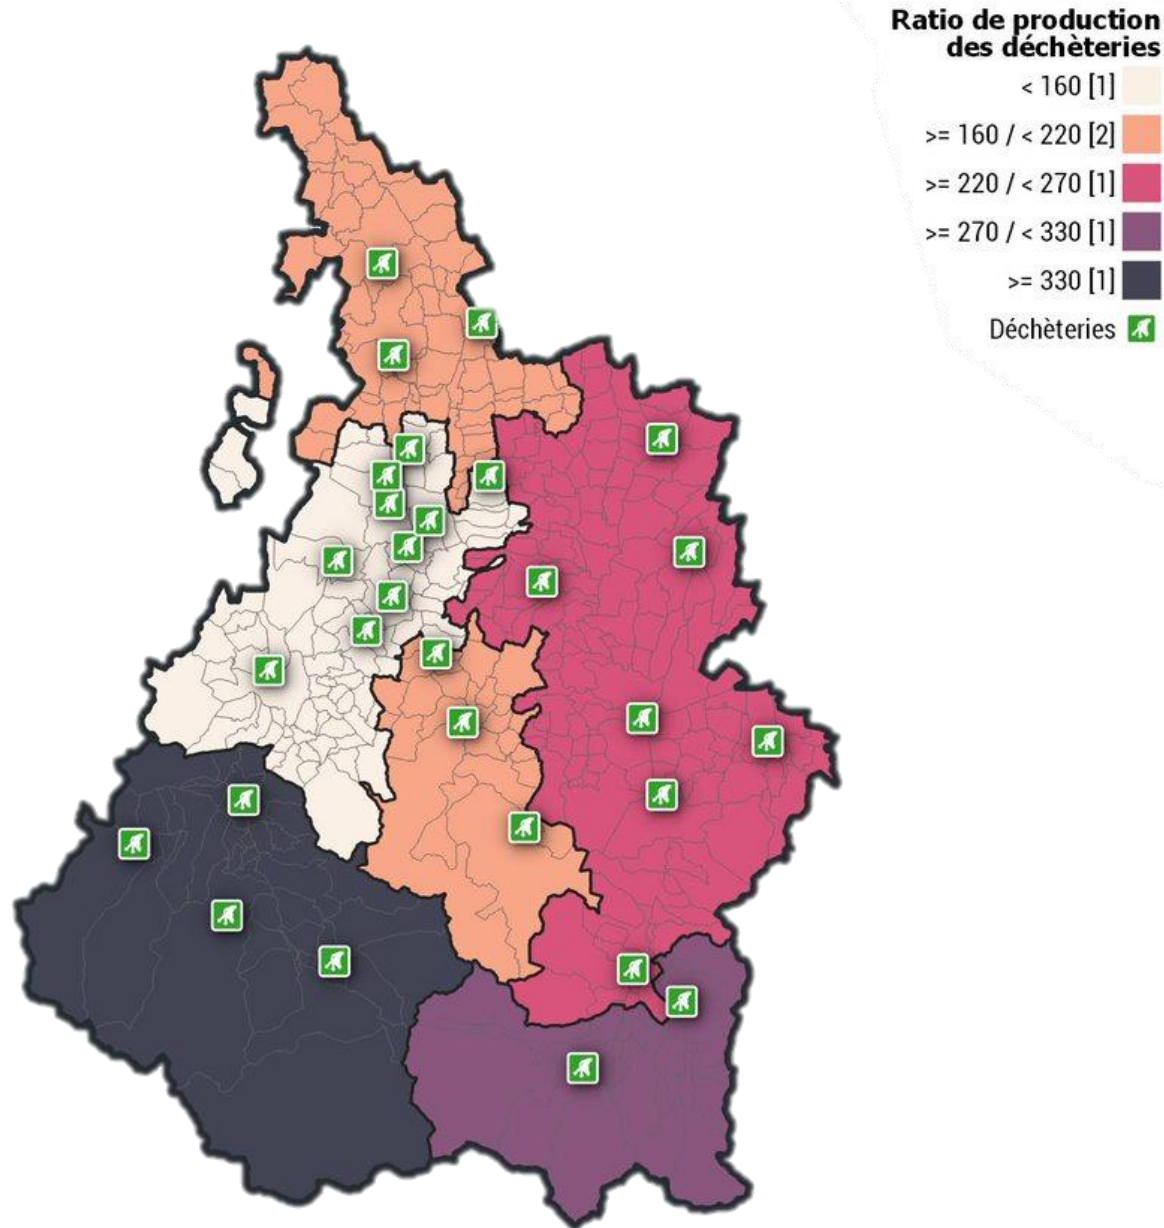 Ratio de production
des déchèteries
< 160 [1]
>= 160 / < 220 [2]
>= 220 / < 270 [1]
>= 270 / < 330 [1]
>= 330 [1]
Déchèteries